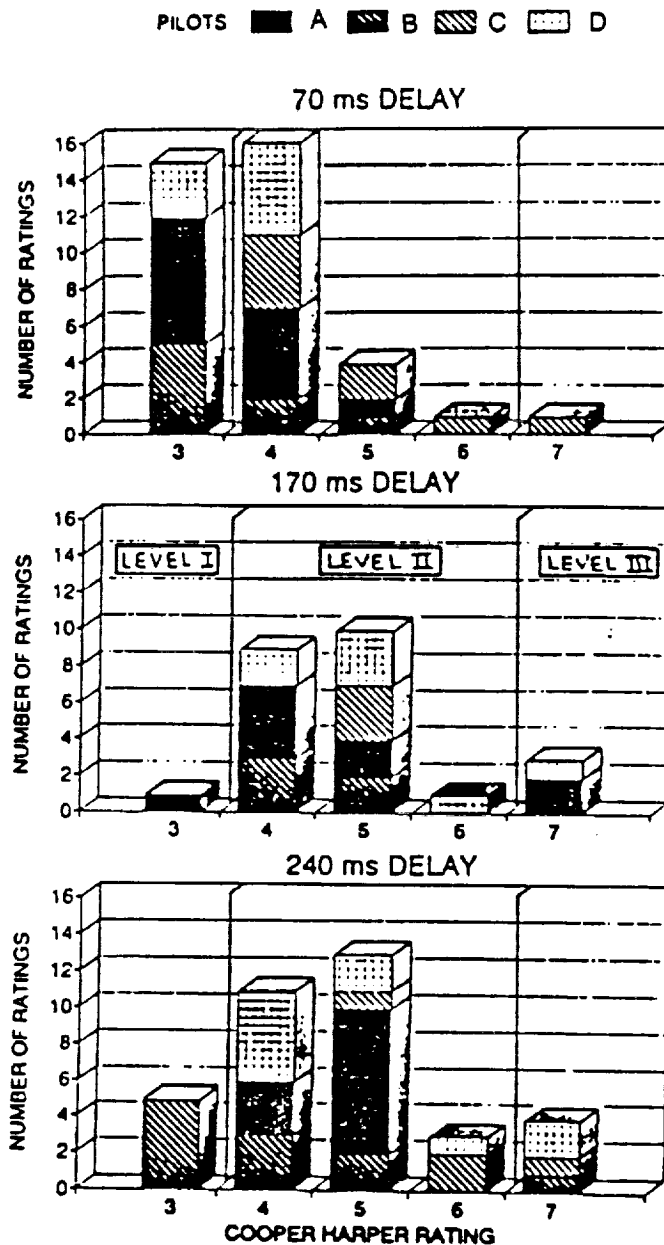 PILOTS A B C D
70 ms DELAY
NUMBER OF RATINGS
16
14
12
10
8
6
4
2
0
3 4 5 6 7
170 ms DELAY
NUMBER OF RATINGS
16
14
12
10
8
6
4
2
0
LEVEL I LEVEL II LEVEL III
3 4 5 6 7
240 ms DELAY
NUMBER OF RATINGS
16
14
12
10
8
6
4
2
0
3 4 5 6 7
COOPER HARPER RATING